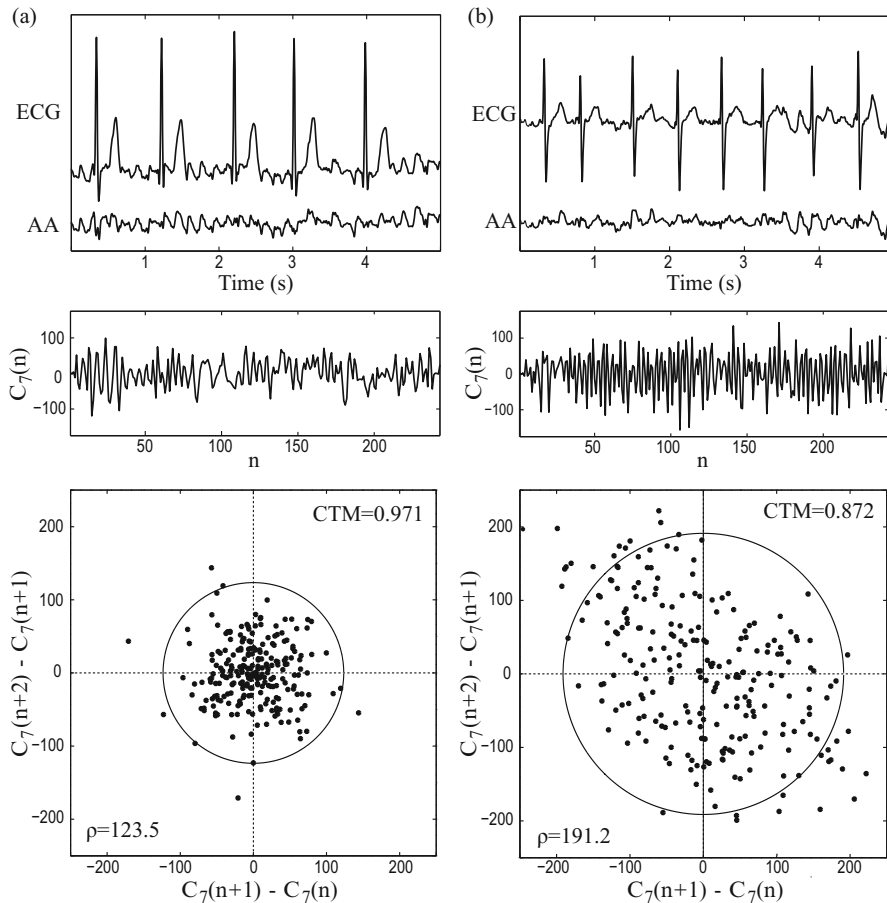 (a)
ECG
AA
1 2 3 4
Time (s)
(b)
ECG
AA
1 2 3 4
Time (s)
C7(n)
100
0
−100
50 100 150 200
n
C7(n)
100
0
−100
50 100 150 200
n
CTM=0.971
C7(n+2) - C7(n+1)
200
100
0
−100
−200
ρ=123.5
−200 −100 0 100 200
C7(n+1) - C7(n)
CTM=0.872
C7(n+2) - C7(n+1)
200
100
0
−100
−200
ρ=191.2
−200 −100 0 100 200
C7(n+1) - C7(n)